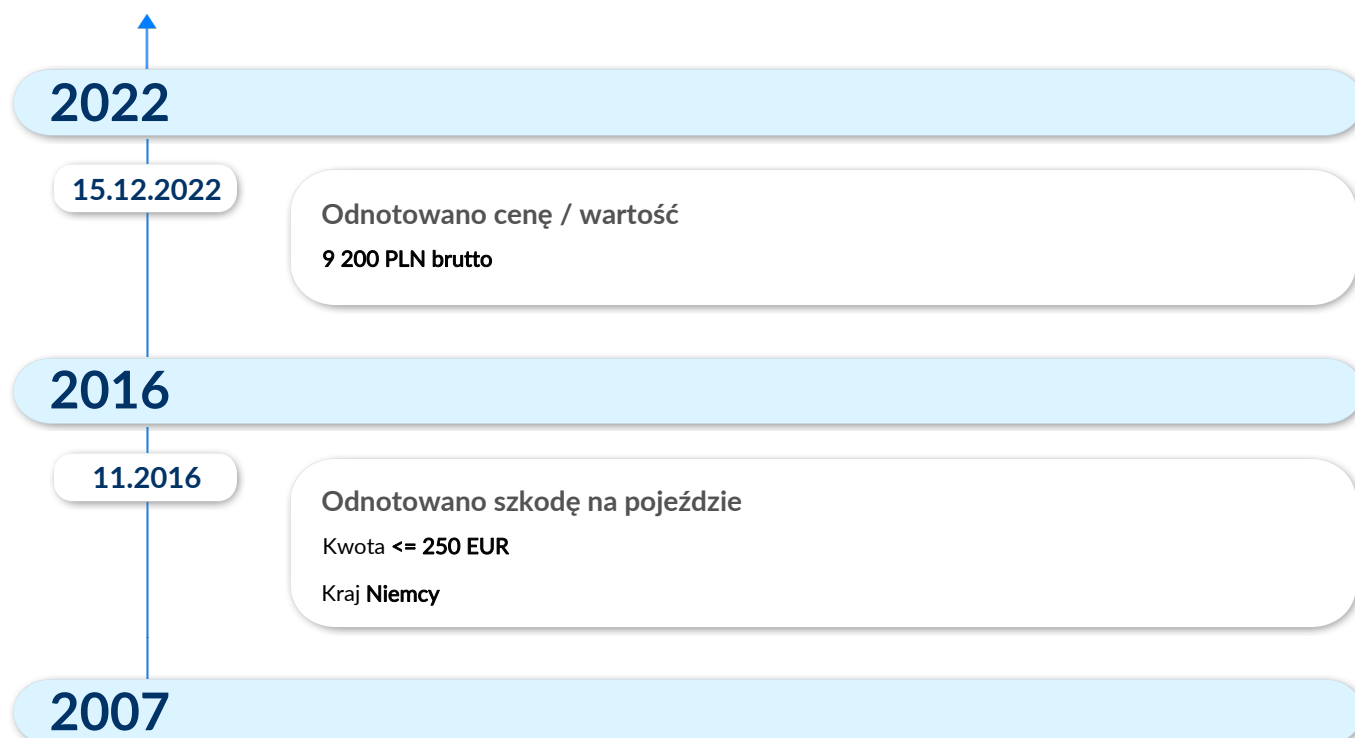 2022
15.12.2022
Odnotowano cenę / wartość
9 200 PLN brutto
2016
11.2016
Odnotowano szkodę na pojeździe
Kwota <= 250 EUR
Kraj Niemcy
2007